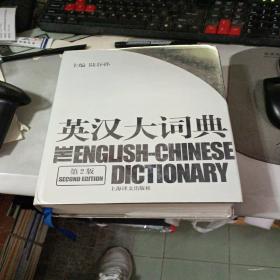 主编 陆谷孙
英汉大词典
THE ENGLISH-CHINESE
DICTIONARY
第2版
SECOND EDITION
上海译文出版社